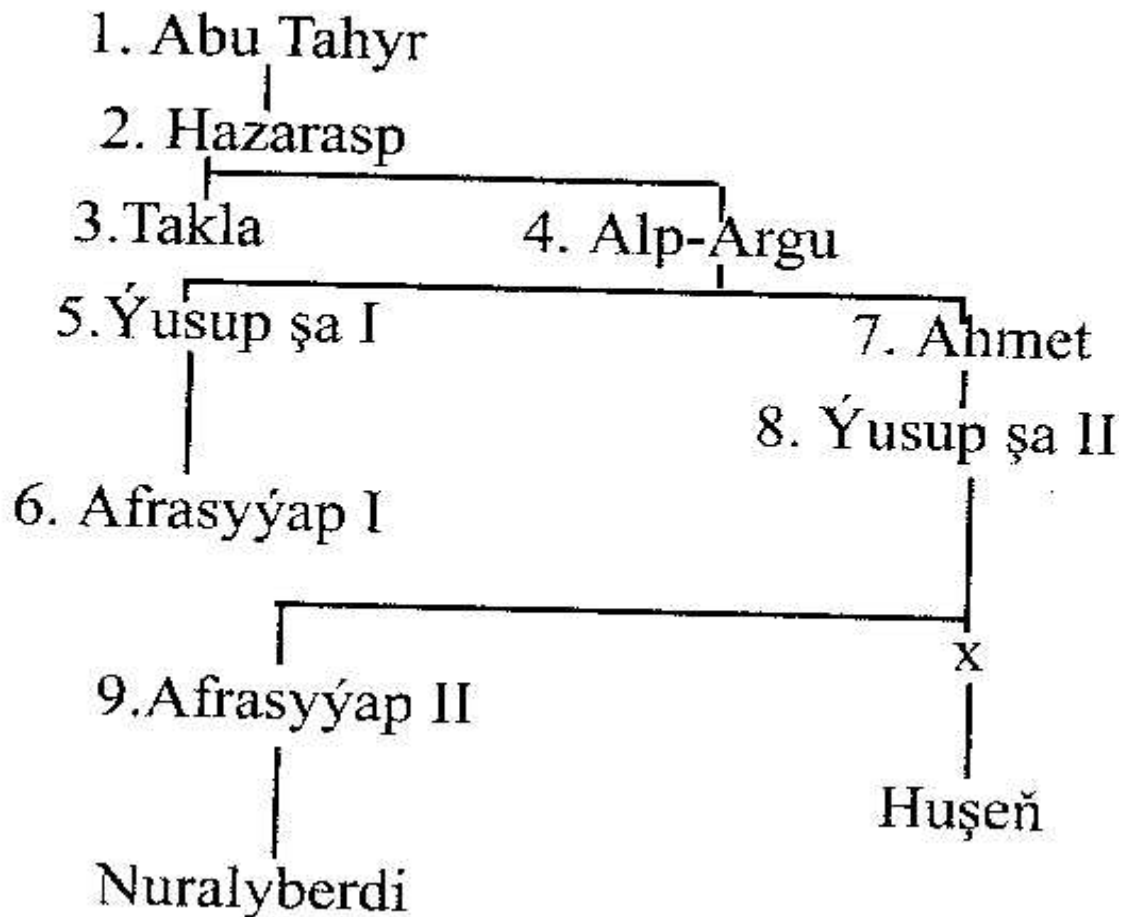 1. Abu Tahyr
2. Hazarasp
3.Takla
4. Alp-Argu
5.Ýusup şa I
7. Ahmet
8. Ýusup şa II
6. Afrasyýap I
x
9.Afrasyýap II
Huşeň
Nuralyberdi